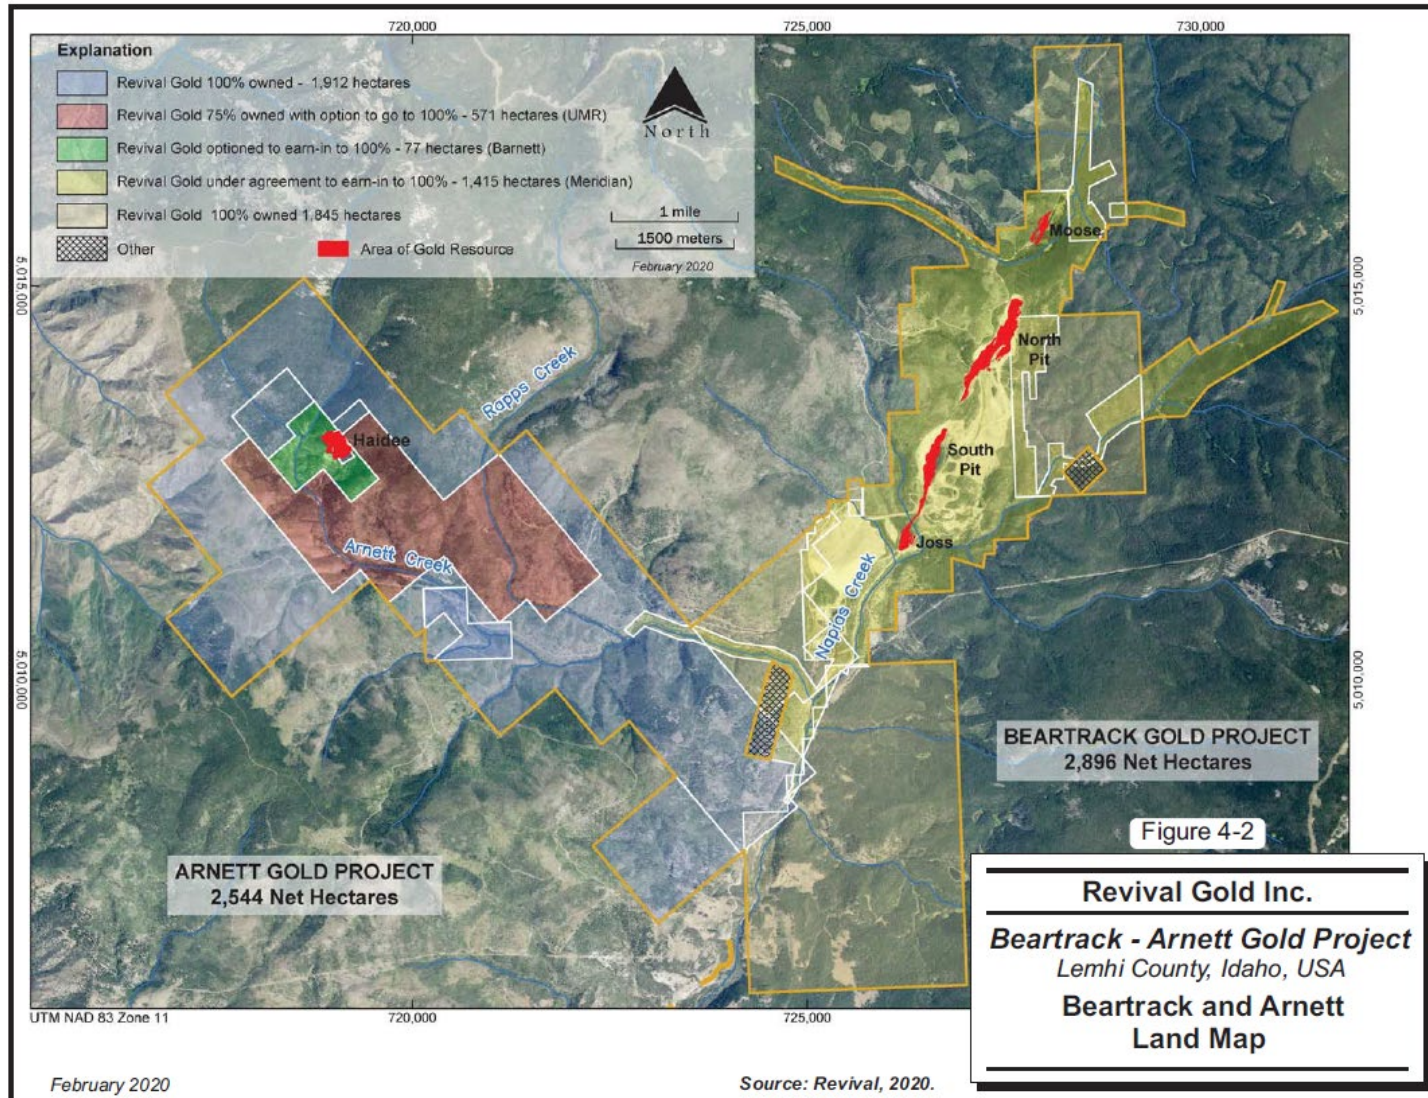 720,000
725,000
730,000
Explanation
Revival Gold 100% owned - 1,912 hectares
Revival Gold 75% owned with option to go to 100% - 571 hectares (UMR)
Revival Gold optioned to earn-in to 100% - 77 hectares (Barnett)
Revival Gold under agreement to earn-in to 100% - 1,415 hectares (Meridian)
Revival Gold 100% owned 1,845 hectares
Other
Area of Gold Resource
North
1 mile
1500 meters
February 2020
5,015,000
5,015,000
Moose
North
Pit
Rapps Creek
Haidee
South
Pit
Joss
Arnett Creek
Napias Creek
5,010,000
5,010,000
BEARTRACK GOLD PROJECT
2,896 Net Hectares
ARNETT GOLD PROJECT
2,544 Net Hectares
Figure 4-2
Revival Gold Inc.
Beartrack - Arnett Gold Project
Lemhi County, Idaho, USA
Beartrack and Arnett
Land Map
UTM NAD 83 Zone 11
720,000
725,000
February 2020
Source: Revival, 2020.